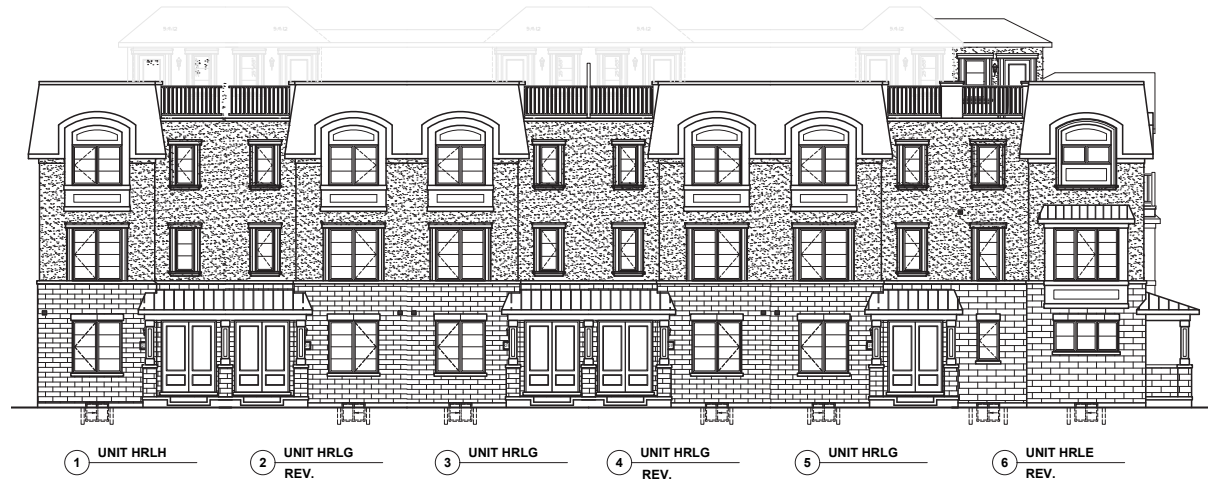 1 UNIT HRLH
2 UNIT HRLG
REV.
3 UNIT HRLG
4 UNIT HRLG
REV.
5 UNIT HRLG
6 UNIT HRLE
REV.